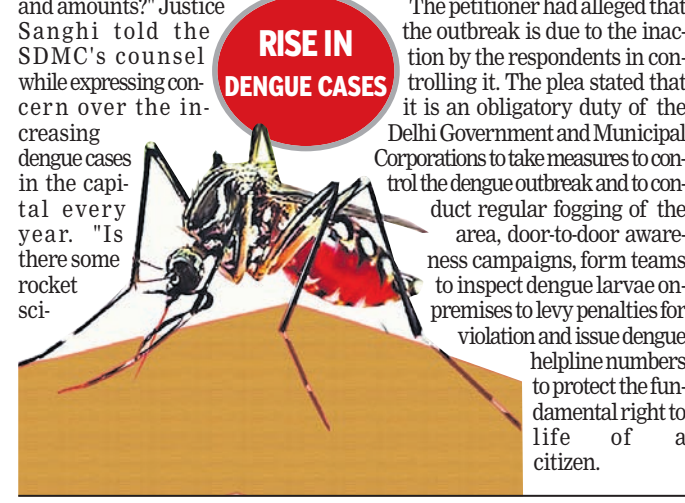 and amounts?" Justice
Sanghi told the
SDMC's counsel
while expressing con-
cern over the in-
creasing
dengue cases
in the capi-
tal every
year. "Is
there some
rocket
sci-
RISE IN
DENGUE CASES
The petitioner had alleged that
the outbreak is due to the inac-
tion by the respondents in con-
trolling it. The plea stated that
it is an obligatory duty of the
Delhi Government and Municipal
Corporations to take measures to con-
trol the dengue outbreak and to con-
duct regular fogging of the
area, door-to-door aware-
ness campaigns, form teams
to inspect dengue larvae on-
premises to levy penalties for
violation and issue dengue
helpline numbers
to protect the fun-
damental right to
life of a
citizen.